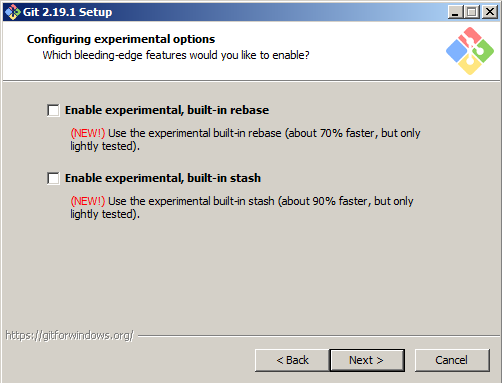 Git 2.19.1 Setup
Configuring experimental options
Which bleeding-edge features would you like to enable?
Enable experimental, built-in rebase
(NEW!) Use the experimental built-in rebase (about 70% faster, but only
lightly tested).
Enable experimental, built-in stash
(NEW!) Use the experimental built-in stash (about 90% faster, but only
lightly tested).
https://gitforwindows.org/
< Back
Next >
Cancel